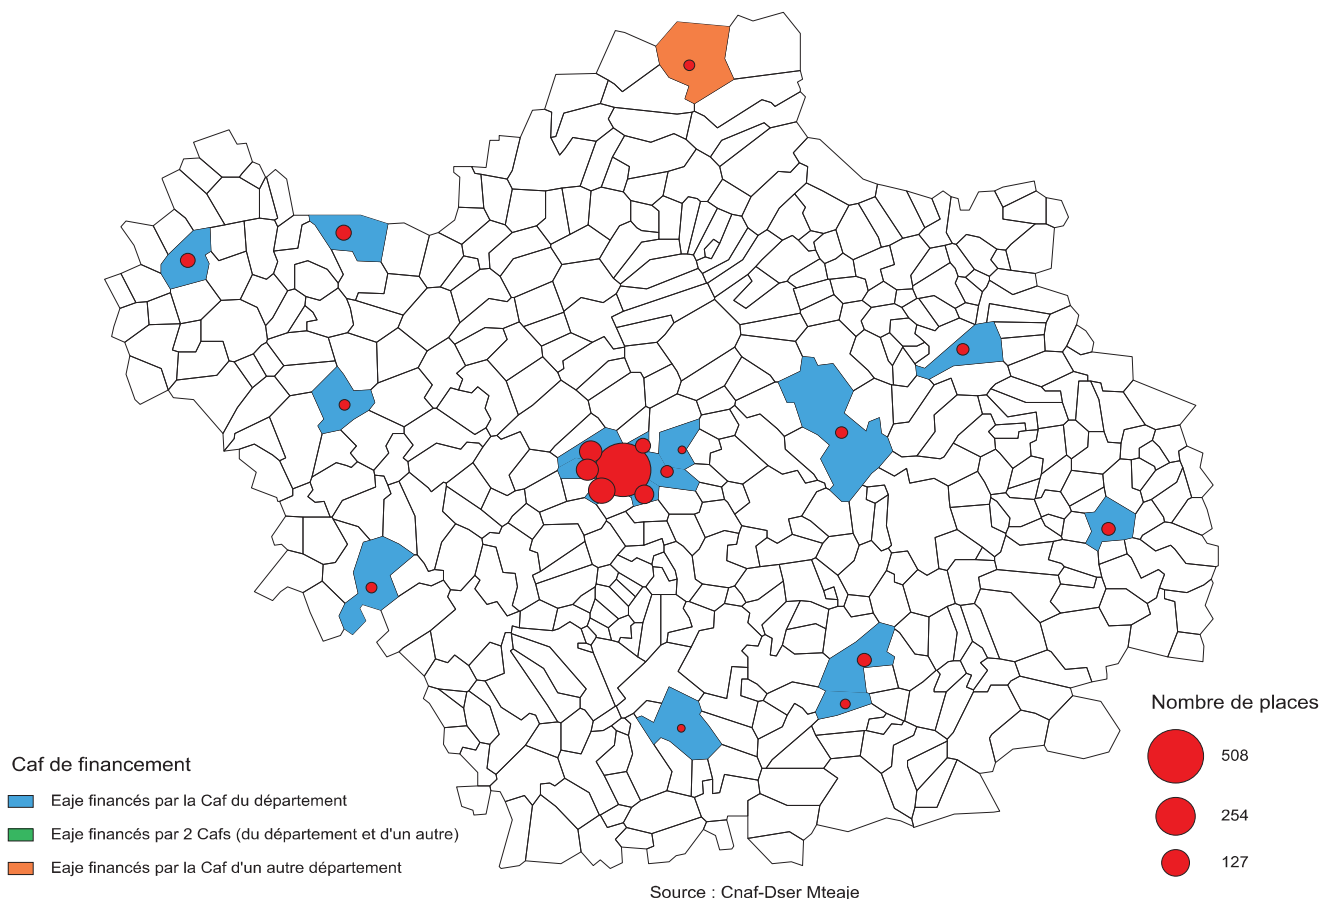 Nombre de places
508
254
127
Caf de financement
Eaje financés par la Caf du département
Eaje financés par 2 Cafs (du département et d'un autre)
Eaje financés par la Caf d'un autre département
Source : Cnaf-Dser Mteaje